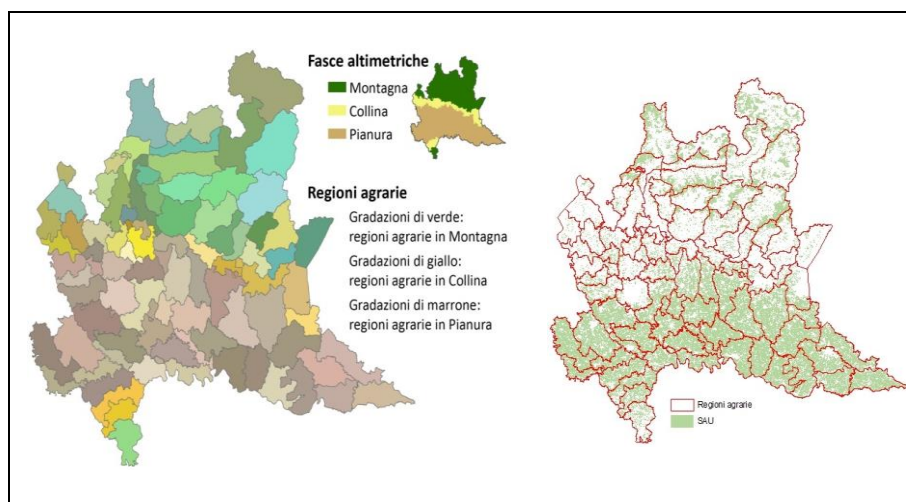 Fasce altimetriche
Montagna
Collina
Pianura
Regioni agrarie
Gradazioni di verde:
regioni agrarie in Montagna
Gradazioni di giallo:
regioni agrarie in Collina
Gradazioni di marrone:
regioni agrarie in Pianura
Regioni agrarie
SAU